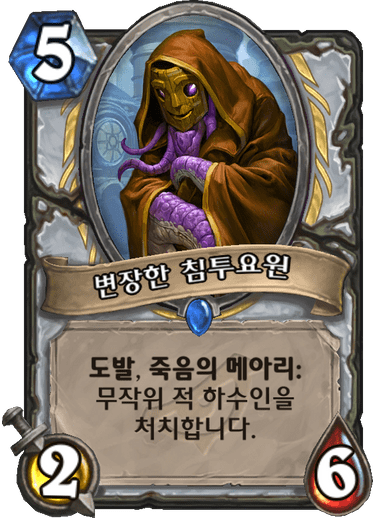 5
변장한 침투요원
도발, 죽음의 메아리:
무작위 적 하수인을
처치합니다.
2
6